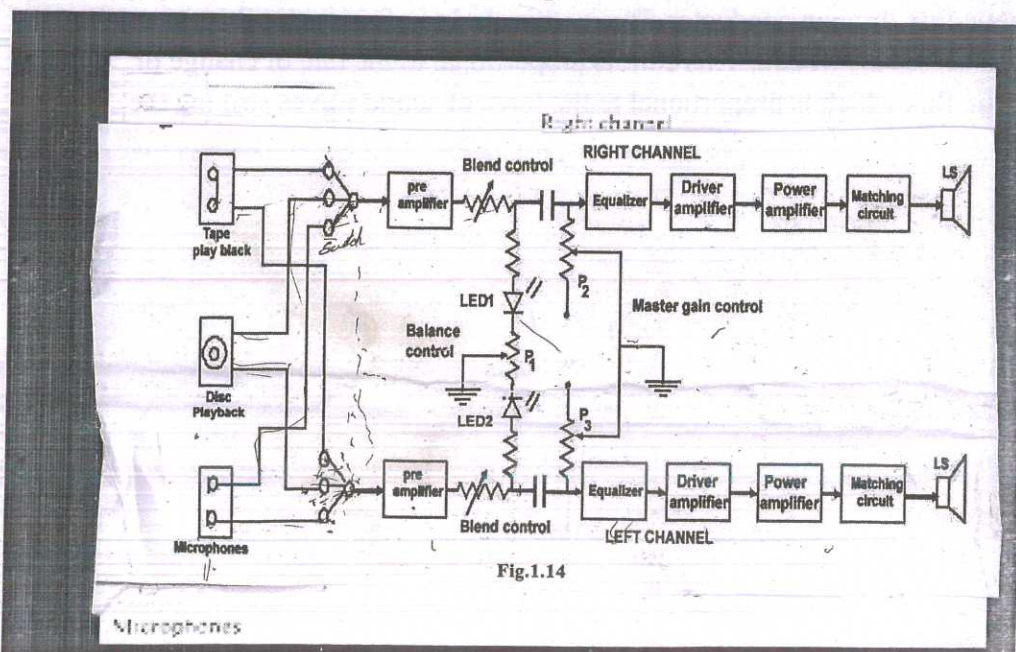 Right channel
RIGHT CHANNEL
Blend control
pre
amplifier
Equalizer
Driver
amplifier
Power
amplifier
Matching
circuit
LS
Tape
play black
Switch
LED1
P2
Master gain control
Balance
control
P1
Disc
Playback
LED2
P3
pre
amplifier
Equalizer
Driver
amplifier
Power
amplifier
Matching
circuit
LS
Blend control
LEFT CHANNEL
Microphones
Fig.1.14
Microphones